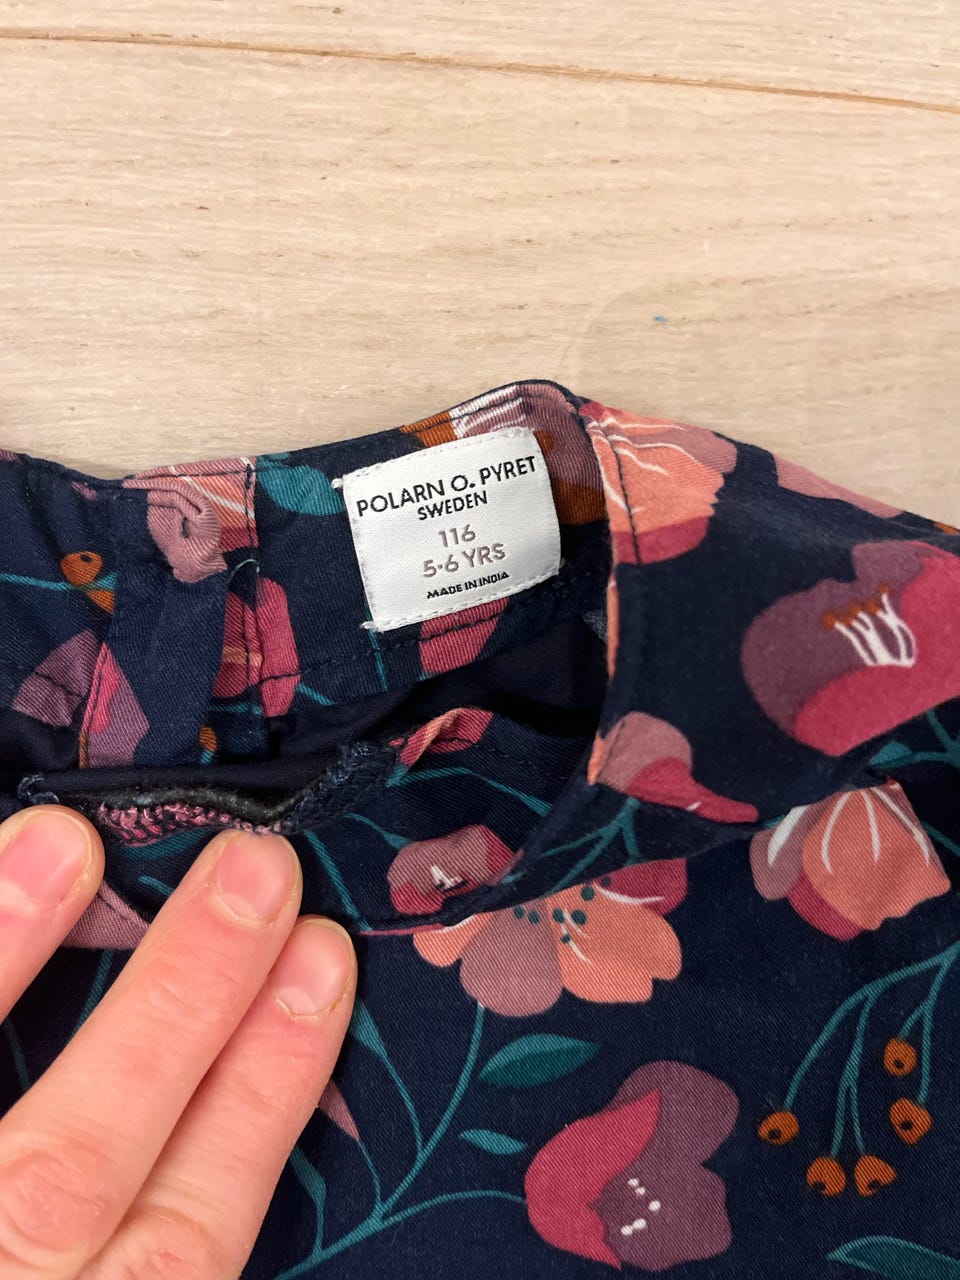 POLARN O. PYRET
SWEDEN
116
5-6 YRS
MADE IN INDIA